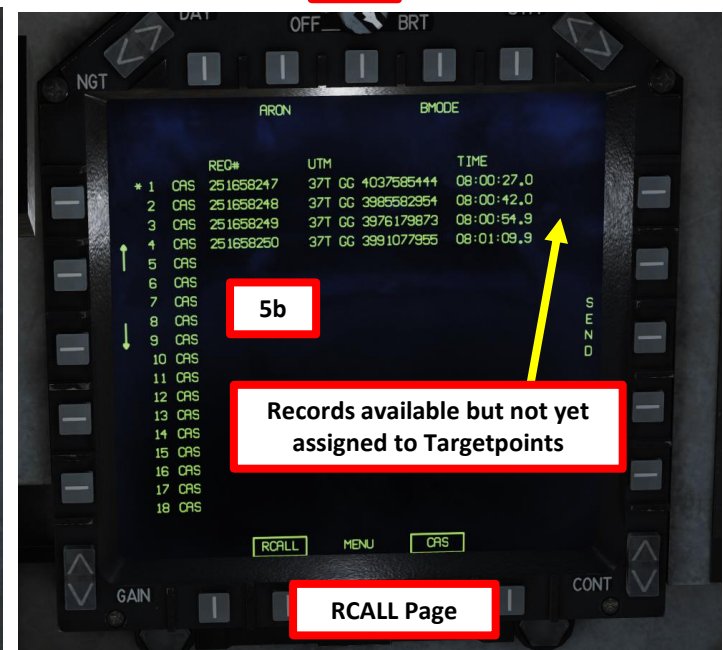 DAY
OFF
BRT
NGT
ARON BMODE
REQ# UTM TIME
* 1 CAS 251658247 37T GG 4037585444 08:00:27.0
2 CAS 251658248 37T GG 3985582954 08:00:42.0
3 CAS 251658249 37T GG 3976179873 08:00:54.9
4 CAS 251658250 37T GG 3991077955 08:01:09.9
5 CAS
6 CAS
7 CAS
8 CAS
9 CAS
10 CAS
11 CAS
12 CAS
13 CAS
14 CAS
15 CAS
16 CAS
17 CAS
18 CAS
5b
SEND
Records available but not yet
assigned to Targetpoints
RCALL MENU CAS
GAIN
CONT
RCALL Page